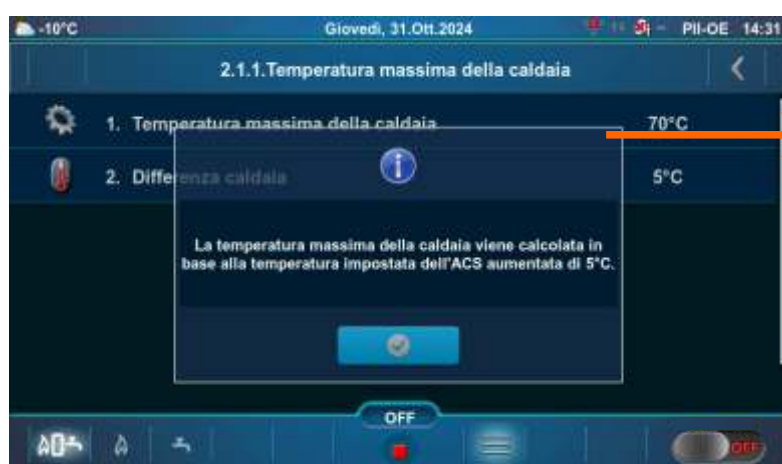 -10°C Giovedì, 31.Ott.2024 PII-OE 14:31
2.1.1.Temperatura massima della caldaia
1. Temperatura massima della caldaia 70°C
2. Differenza caldaia 5°C
La temperatura massima della caldaia viene calcolata in
base alla temperatura impostata dell'ACS aumentata di 5°C.
OFF
OFF